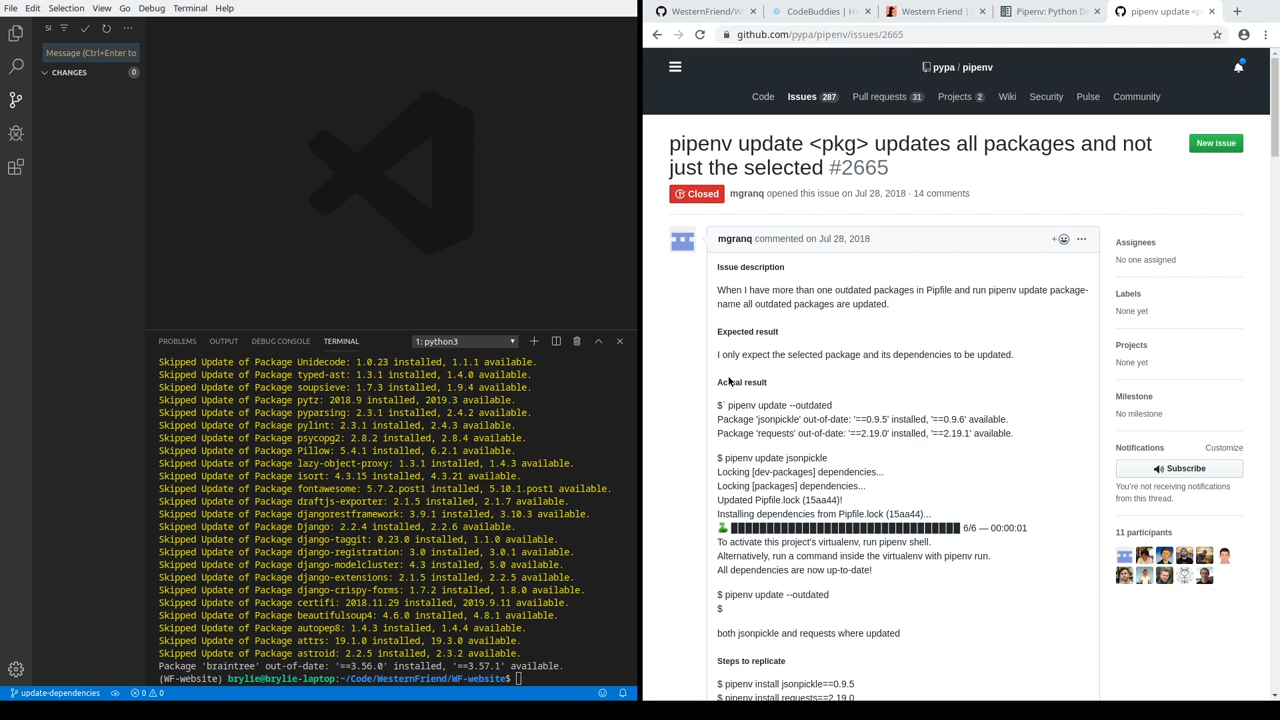 File Edit Selection View Go Debug Terminal Help
Message (Ctrl+Enter to
CHANGES 0
PROBLEMS OUTPUT DEBUG CONSOLE TERMINAL 1: python3
Skipped Update of Package Unidecode: 1.0.23 installed, 1.1.1 available.
Skipped Update of Package typed-ast: 1.3.1 installed, 1.4.0 available.
Skipped Update of Package soupsieve: 1.7.3 installed, 1.9.4 available.
Skipped Update of Package pytz: 2018.9 installed, 2019.3 available.
Skipped Update of Package pyparsing: 2.3.1 installed, 2.4.2 available.
Skipped Update of Package pylint: 2.3.1 installed, 2.4.3 available.
Skipped Update of Package psycopg2: 2.8.2 installed, 2.8.4 available.
Skipped Update of Package Pillow: 5.4.1 installed, 6.2.1 available.
Skipped Update of Package lazy-object-proxy: 1.3.1 installed, 1.4.3 available.
Skipped Update of Package isort: 4.3.15 installed, 4.3.21 available.
Skipped Update of Package fontawesome: 5.7.2.post1 installed, 5.10.1.post1 available.
Skipped Update of Package draftjs-exporter: 2.1.5 installed, 2.1.7 available.
Skipped Update of Package djangorestframework: 3.9.1 installed, 3.10.3 available.
Skipped Update of Package Django: 2.2.4 installed, 2.2.6 available.
Skipped Update of Package django-taggit: 0.23.0 installed, 1.1.0 available.
Skipped Update of Package django-registration: 3.0 installed, 3.0.1 available.
Skipped Update of Package django-modelcluster: 4.3 installed, 5.0 available.
Skipped Update of Package django-extensions: 2.1.5 installed, 2.2.5 available.
Skipped Update of Package django-crispy-forms: 1.7.2 installed, 1.8.0 available.
Skipped Update of Package certifi: 2018.11.29 installed, 2019.9.11 available.
Skipped Update of Package beautifulsoup4: 4.6.0 installed, 4.8.1 available.
Skipped Update of Package autopep8: 1.4.3 installed, 1.4.4 available.
Skipped Update of Package attrs: 19.1.0 installed, 19.3.0 available.
Skipped Update of Package astroid: 2.2.5 installed, 2.3.2 available.
Package 'braintree' out-of-date: '==3.56.0' installed, '==3.57.1' available.
(WF-website) brylie@brylie-laptop:~/Code/WesternFriend/WF-website$
update-dependencies 0 0
WesternFriend/W CodeBuddies | H Western Friend | Pipenv: Python D pipenv update <p
github.com/pypa/pipenv/issues/2665
pypa / pipenv
Code Issues 287 Pull requests 31 Projects 2 Wiki Security Pulse Community
pipenv update <pkg> updates all packages and not
just the selected #2665
New issue
Closed mgranq opened this issue on Jul 28, 2018 · 14 comments
mgranq commented on Jul 28, 2018
Issue description
When I have more than one outdated packages in Pipfile and run pipenv update package-
name all outdated packages are updated.
Expected result
I only expect the selected package and its dependencies to be updated.
Actual result
$` pipenv update --outdated
Package 'jsonpickle' out-of-date: '==0.9.5' installed, '==0.9.6' available.
Package 'requests' out-of-date: '==2.19.0' installed, '==2.19.1' available.
$ pipenv update jsonpickle
Locking [dev-packages] dependencies...
Locking [packages] dependencies...
Updated Pipfile.lock (15aa44)!
Installing dependencies from Pipfile.lock (15aa44)...
6/6 — 00:00:01
To activate this project's virtualenv, run pipenv shell.
Alternatively, run a command inside the virtualenv with pipenv run.
All dependencies are now up-to-date!
$ pipenv update --outdated
$
both jsonpickle and requests where updated
Steps to replicate
$ pipenv install jsonpickle==0.9.5
$ pipenv install requests==2.19.0
Assignees
No one assigned
Labels
None yet
Projects
None yet
Milestone
No milestone
Notifications Customize
Subscribe
You're not receiving notifications
from this thread.
11 participants